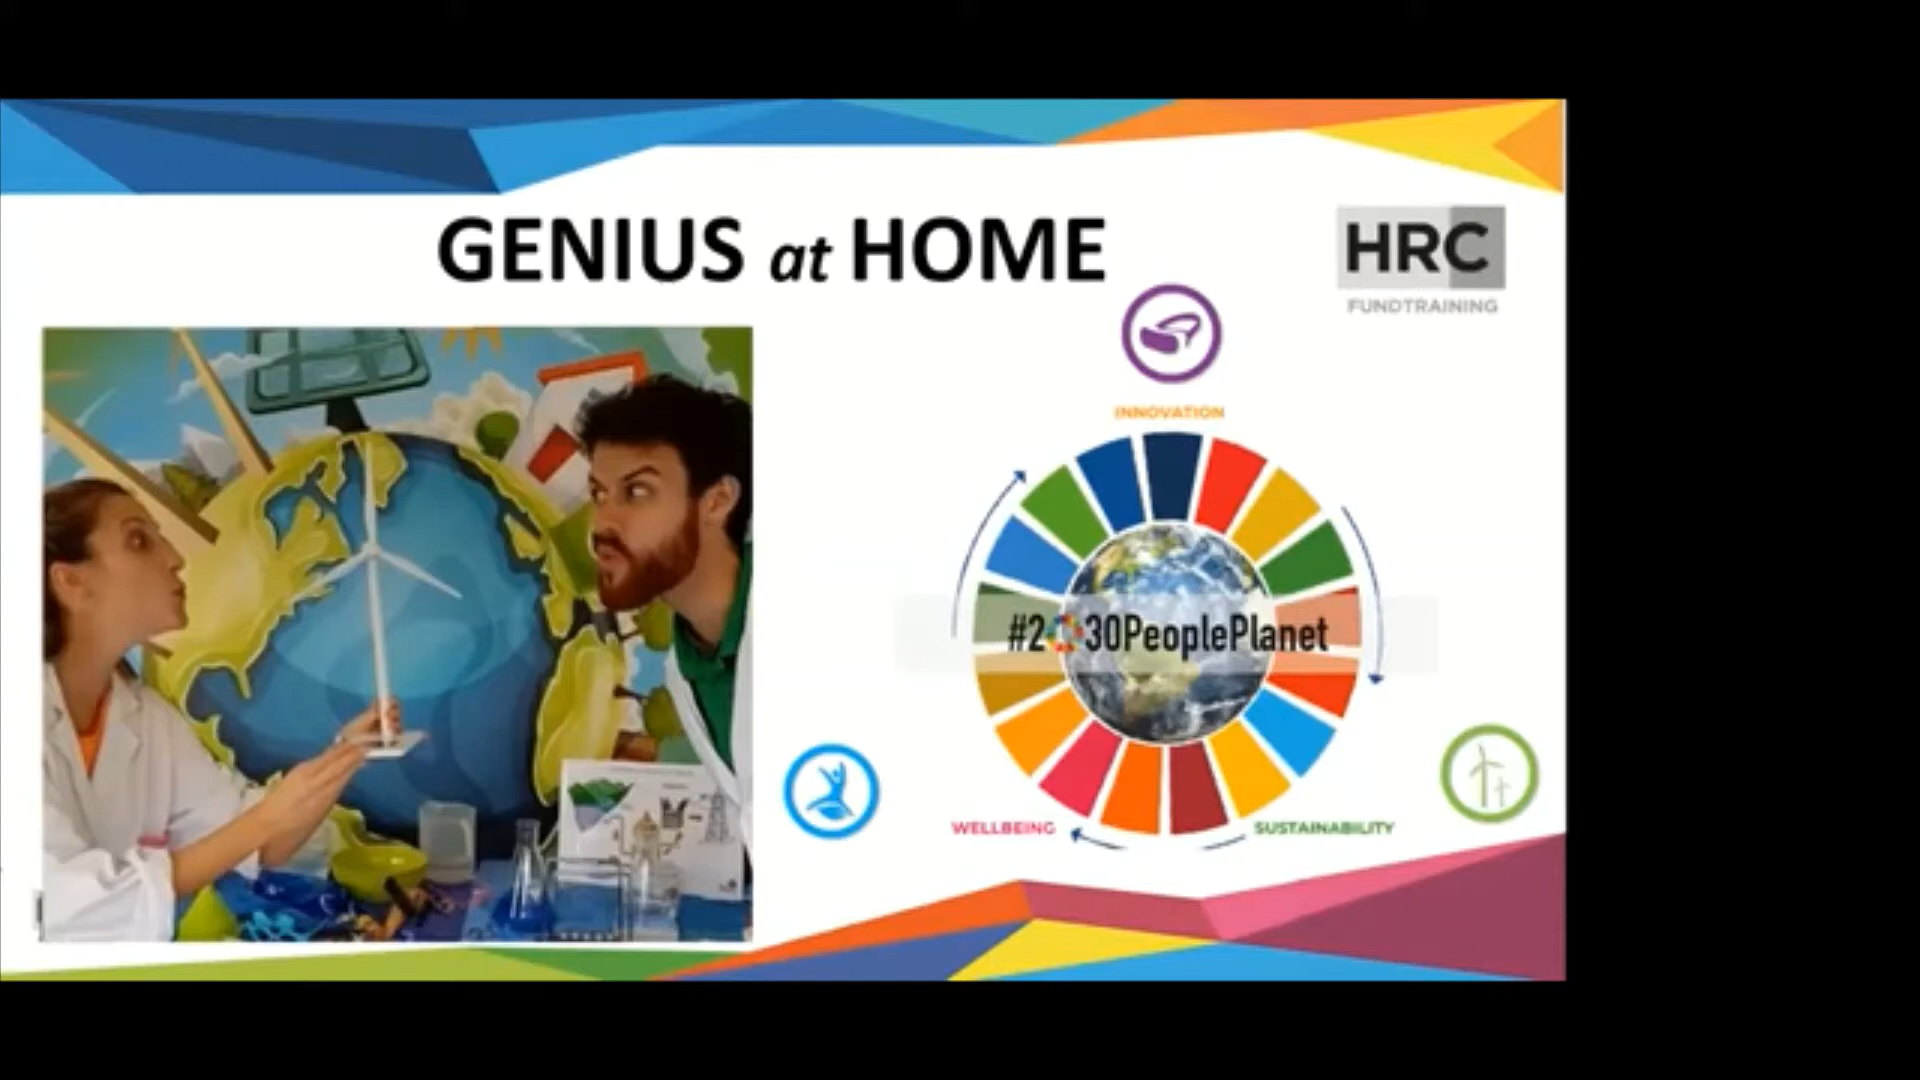 GENIUS at HOME
HRC
FUNDTRAINING
INNOVATION
#2030PeoplePlanet
WELLBEING
SUSTAINABILITY